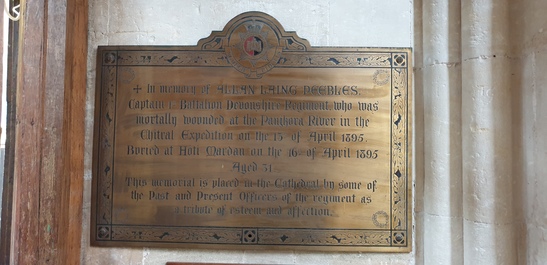 ✠ In memory of ALLAN LAING PEEBLES,
Captain 1. Battalion Devonshire Regiment, who was
mortally wounded at the Panjkora River in the
Chitral Expedition on the 13 of April 1895.
Buried at Hoti Mardan on the 16 of April 1895
Aged 31.
This memorial is placed in the Cathedral by some of
the Past and Present Officers of the regiment as
a tribute of esteem and affection.